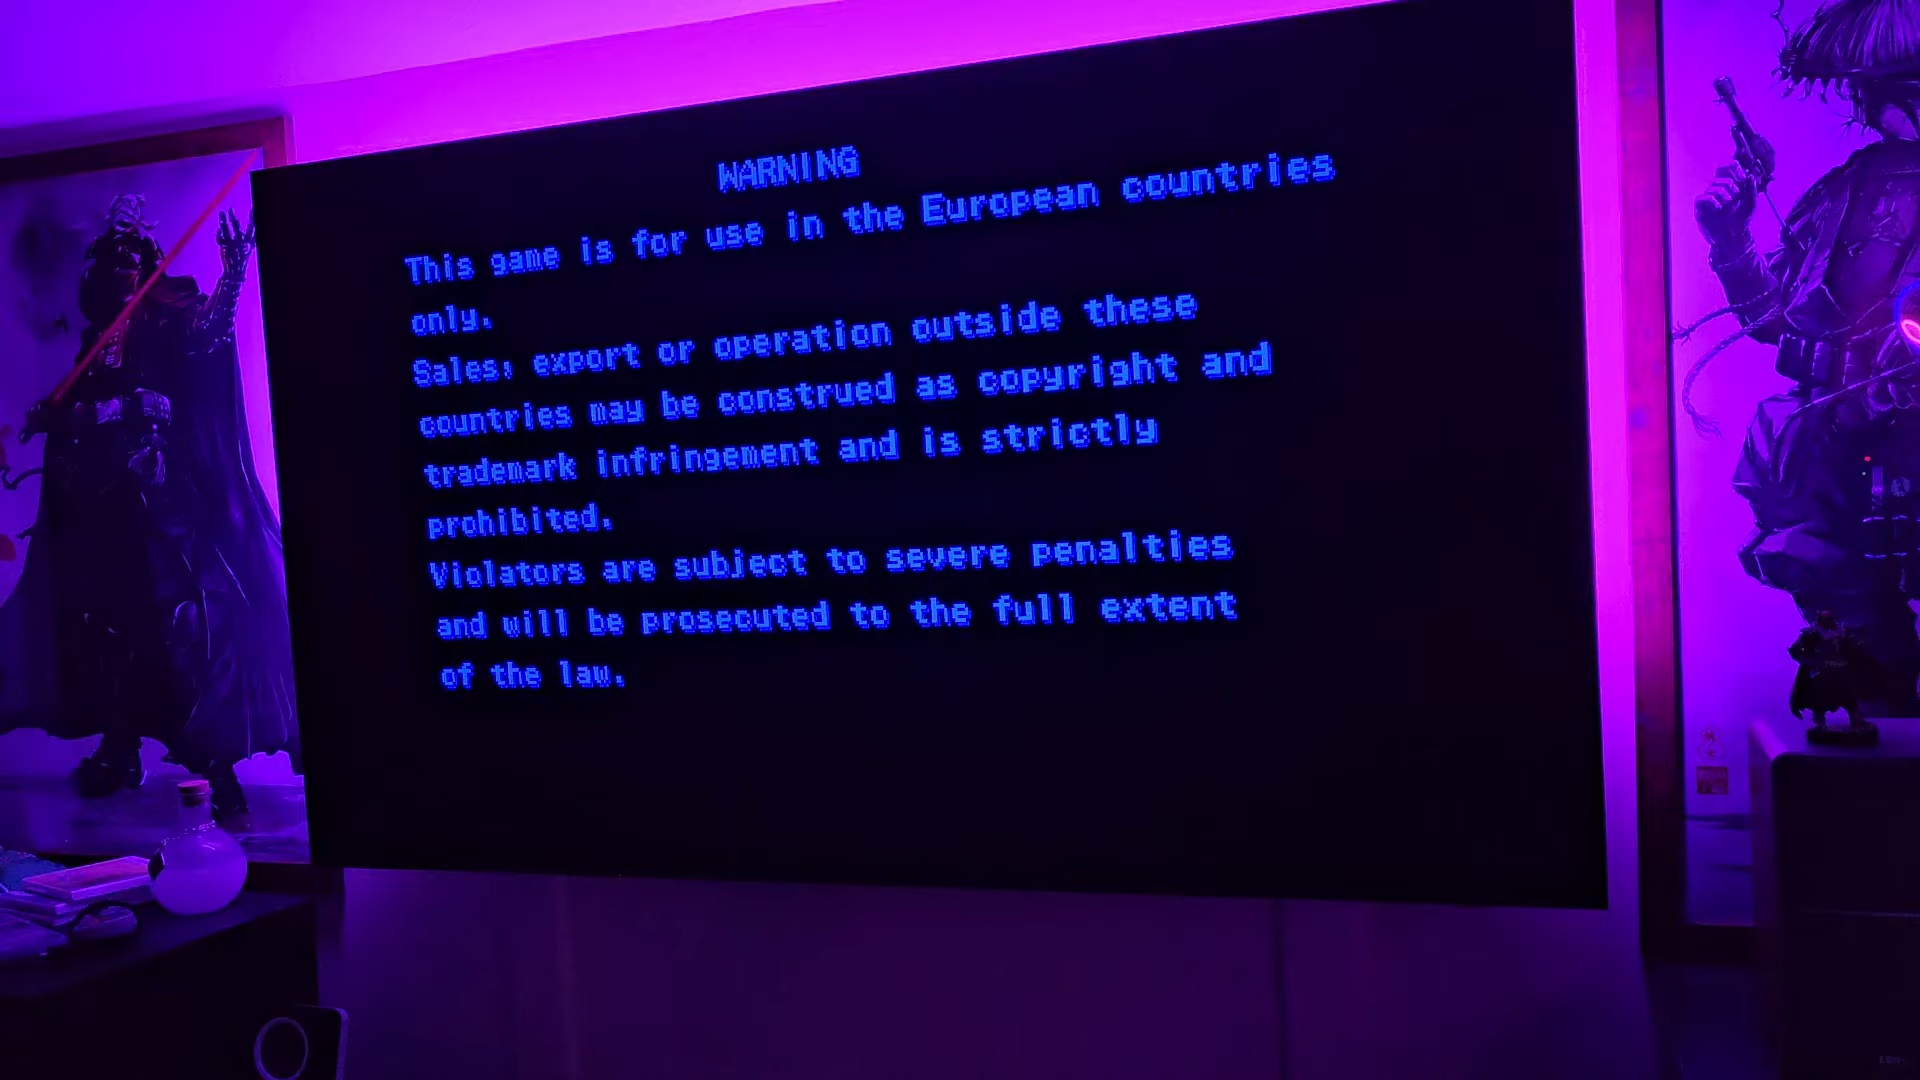 WARNING
This game is for use in the European countries
only.
Sales, export or operation outside these
countries may be construed as copyright and
trademark infringement and is strictly
prohibited.
Violators are subject to severe penalties
and will be prosecuted to the full extent
of the law.